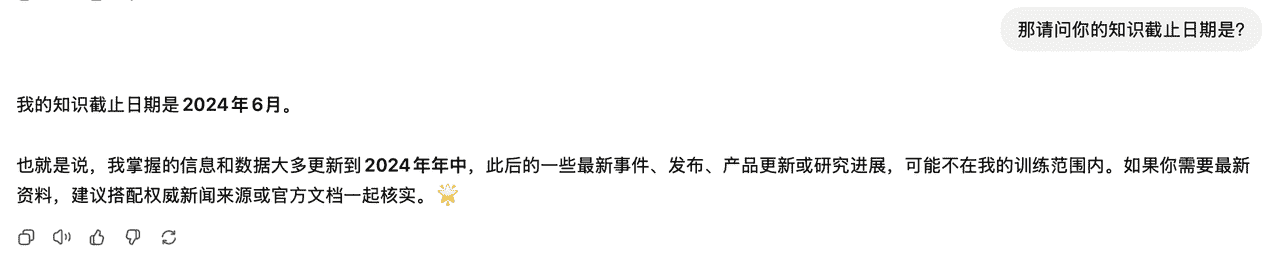 那请问你的知识截止日期是?
我的知识截止日期是 2024 年 6月。
也就是说，我掌握的信息和数据大多更新到 2024 年年中，此后的一些最新事件、发布、产品更新或研究进展，可能不在我的训练范围内。如果你需要最新
资料，建议搭配权威新闻来源或官方文档一起核实。🌟